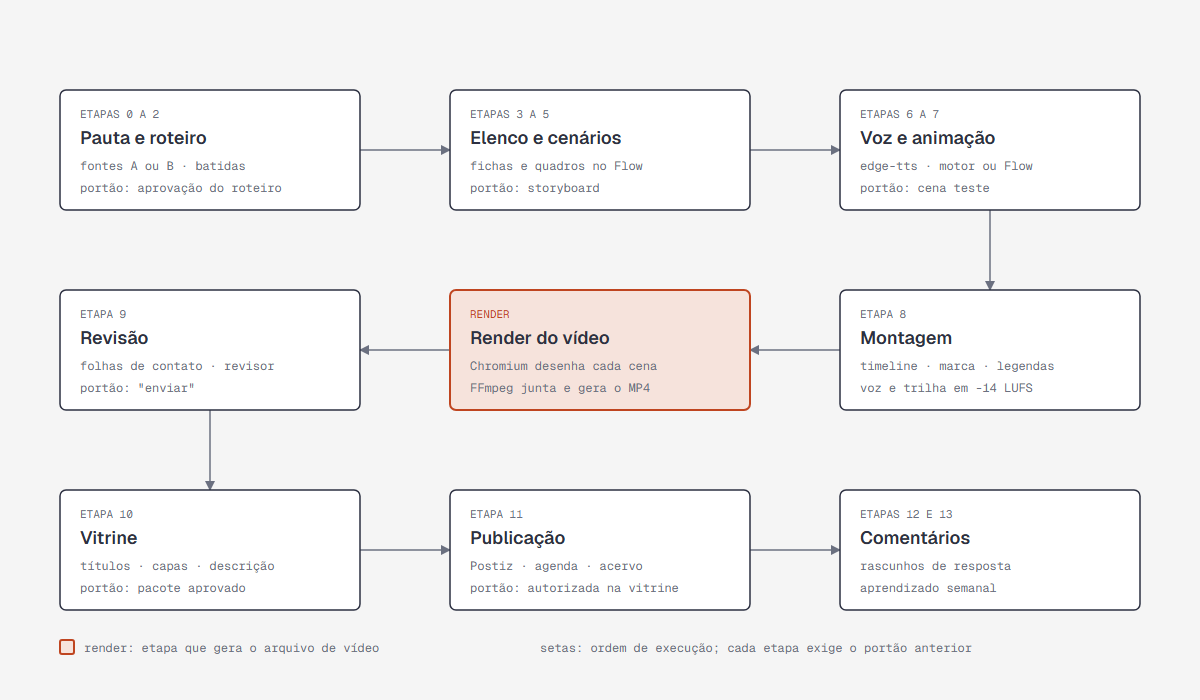 ETAPAS 0 A 2
Pauta e roteiro
fontes A ou B · batidas
portão: aprovação do roteiro
ETAPAS 3 A 5
Elenco e cenários
fichas e quadros no Flow
portão: storyboard
ETAPAS 6 A 7
Voz e animação
edge-tts · motor ou Flow
portão: cena teste
ETAPA 9
Revisão
folhas de contato · revisor
portão: "enviar"
RENDER
Render do vídeo
Chromium desenha cada cena
FFmpeg junta e gera o MP4
ETAPA 8
Montagem
timeline · marca · legendas
voz e trilha em -14 LUFS
ETAPA 10
Vitrine
títulos · capas · descrição
portão: pacote aprovado
ETAPA 11
Publicação
Postiz · agenda · acervo
portão: autorizada na vitrine
ETAPAS 12 E 13
Comentários
rascunhos de resposta
aprendizado semanal
render: etapa que gera o arquivo de vídeo
setas: ordem de execução; cada etapa exige o portão anterior